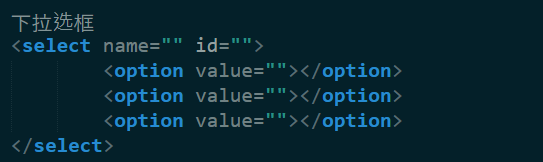 下拉选框
<select name="" id="">
<option value=""></option>
<option value=""></option>
<option value=""></option>
</select>